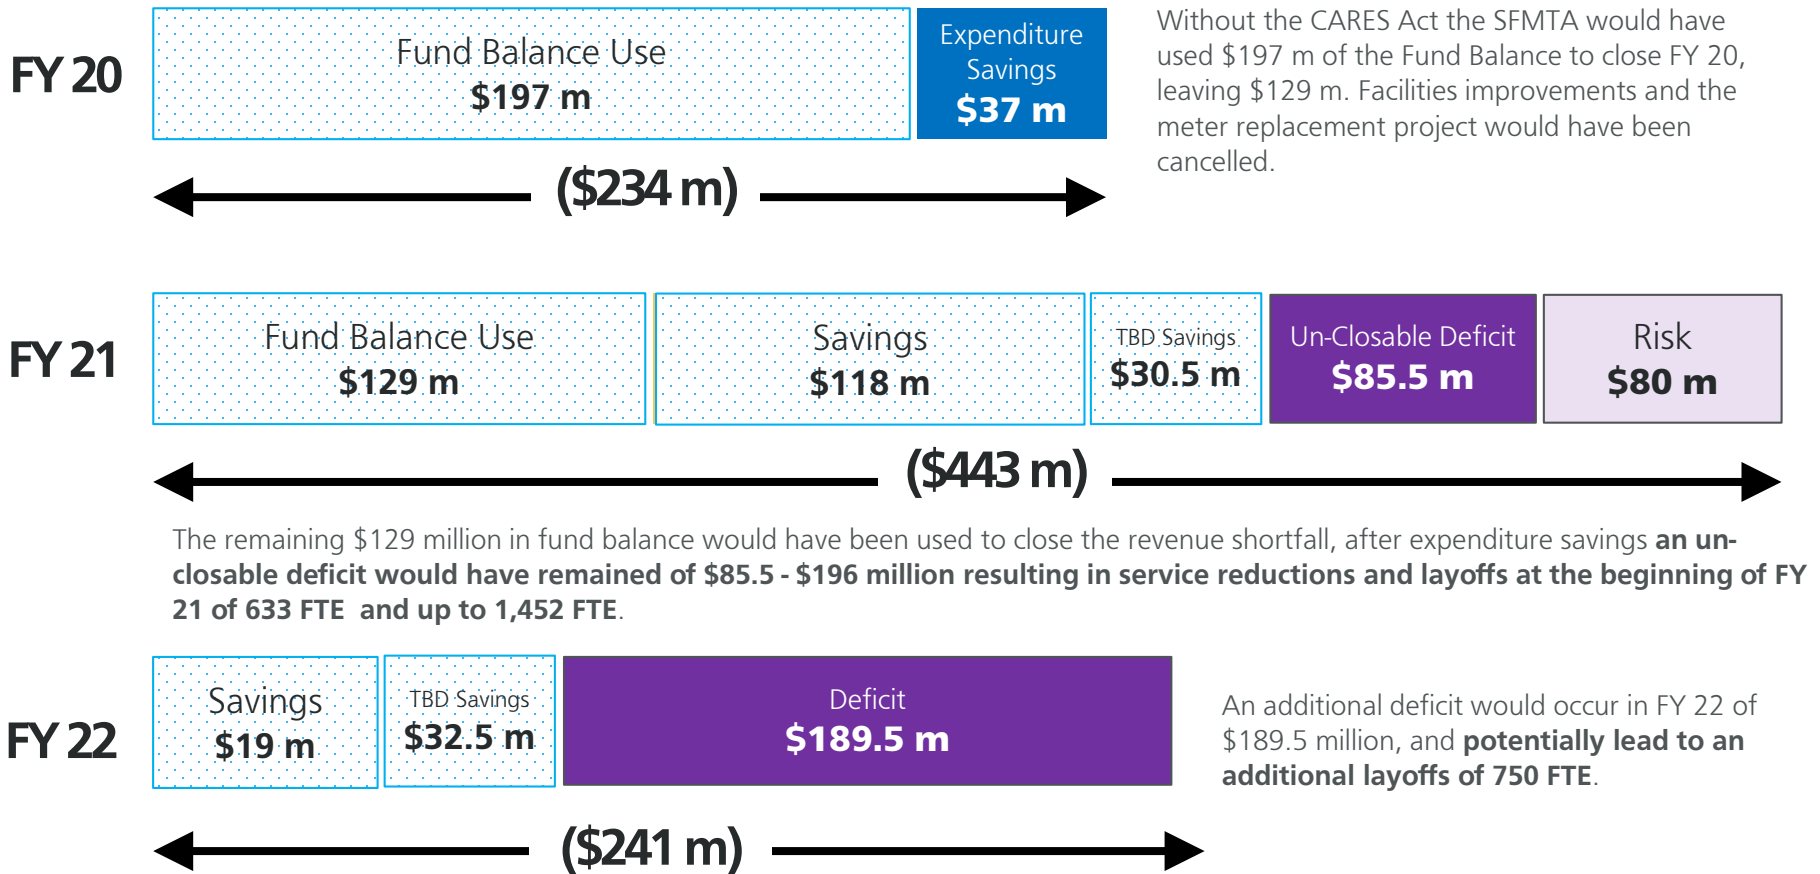 FY 20
Fund Balance Use
$197 m
Expenditure
Savings
$37 m
Without the CARES Act the SFMTA would have
used $197 m of the Fund Balance to close FY 20,
leaving $129 m. Facilities improvements and the
meter replacement project would have been
cancelled.
($234 m)
FY 21
Fund Balance Use
$129 m
Savings
$118 m
TBD Savings
$30.5 m
Un-Closable Deficit
$85.5 m
Risk
$80 m
($443 m)
The remaining $129 million in fund balance would have been used to close the revenue shortfall, after expenditure savings an un-
closable deficit would have remained of $85.5 - $196 million resulting in service reductions and layoffs at the beginning of FY
21 of 633 FTE  and up to 1,452 FTE.
FY 22
Savings
$19 m
TBD Savings
$32.5 m
Deficit
$189.5 m
An additional deficit would occur in FY 22 of
$189.5 million, and potentially lead to an
additional layoffs of 750 FTE.
($241 m)